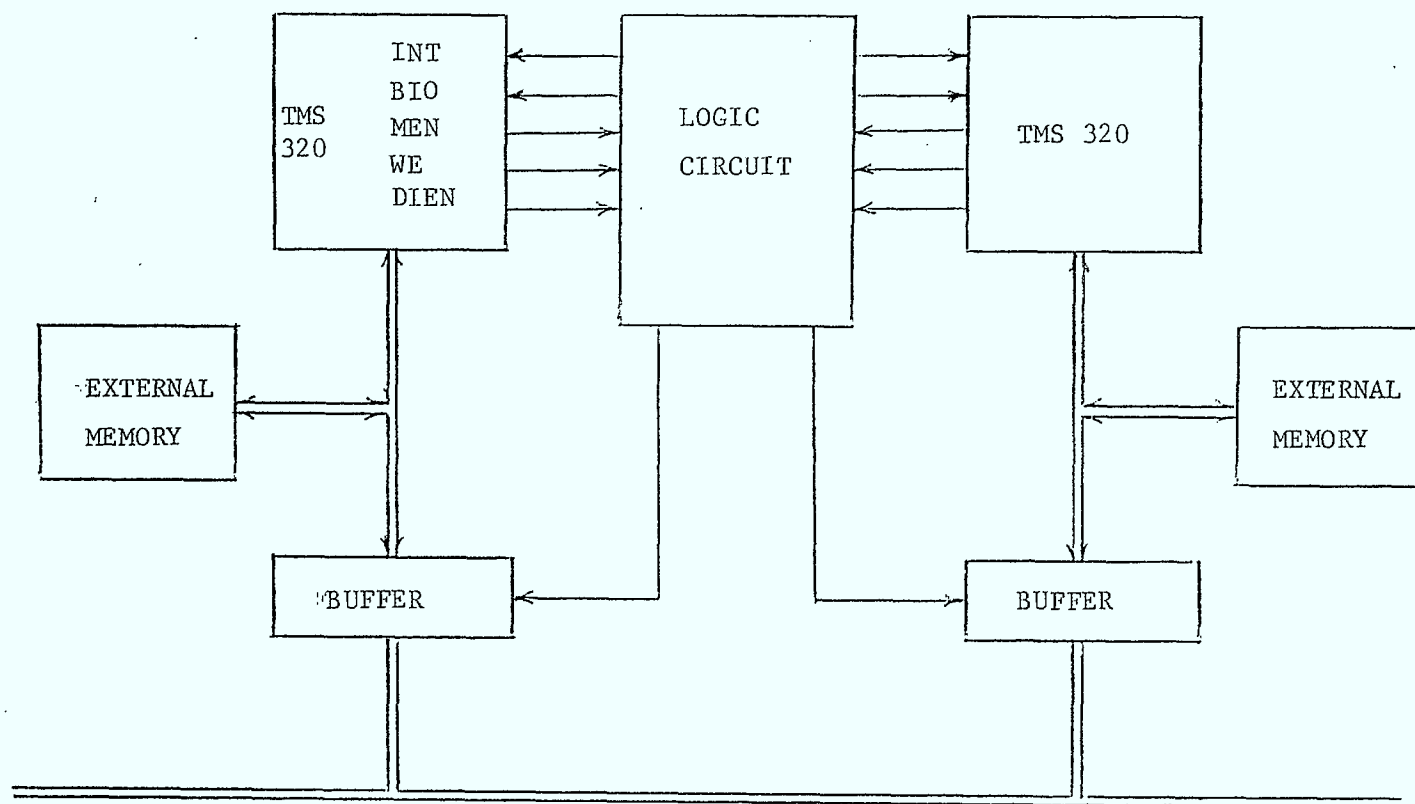 INT
BIO
MEN
WE
DIEN
TMS
320
LOGIC
CIRCUIT
TMS 320
EXTERNAL
MEMORY
EXTERNAL
MEMORY
BUFFER
BUFFER